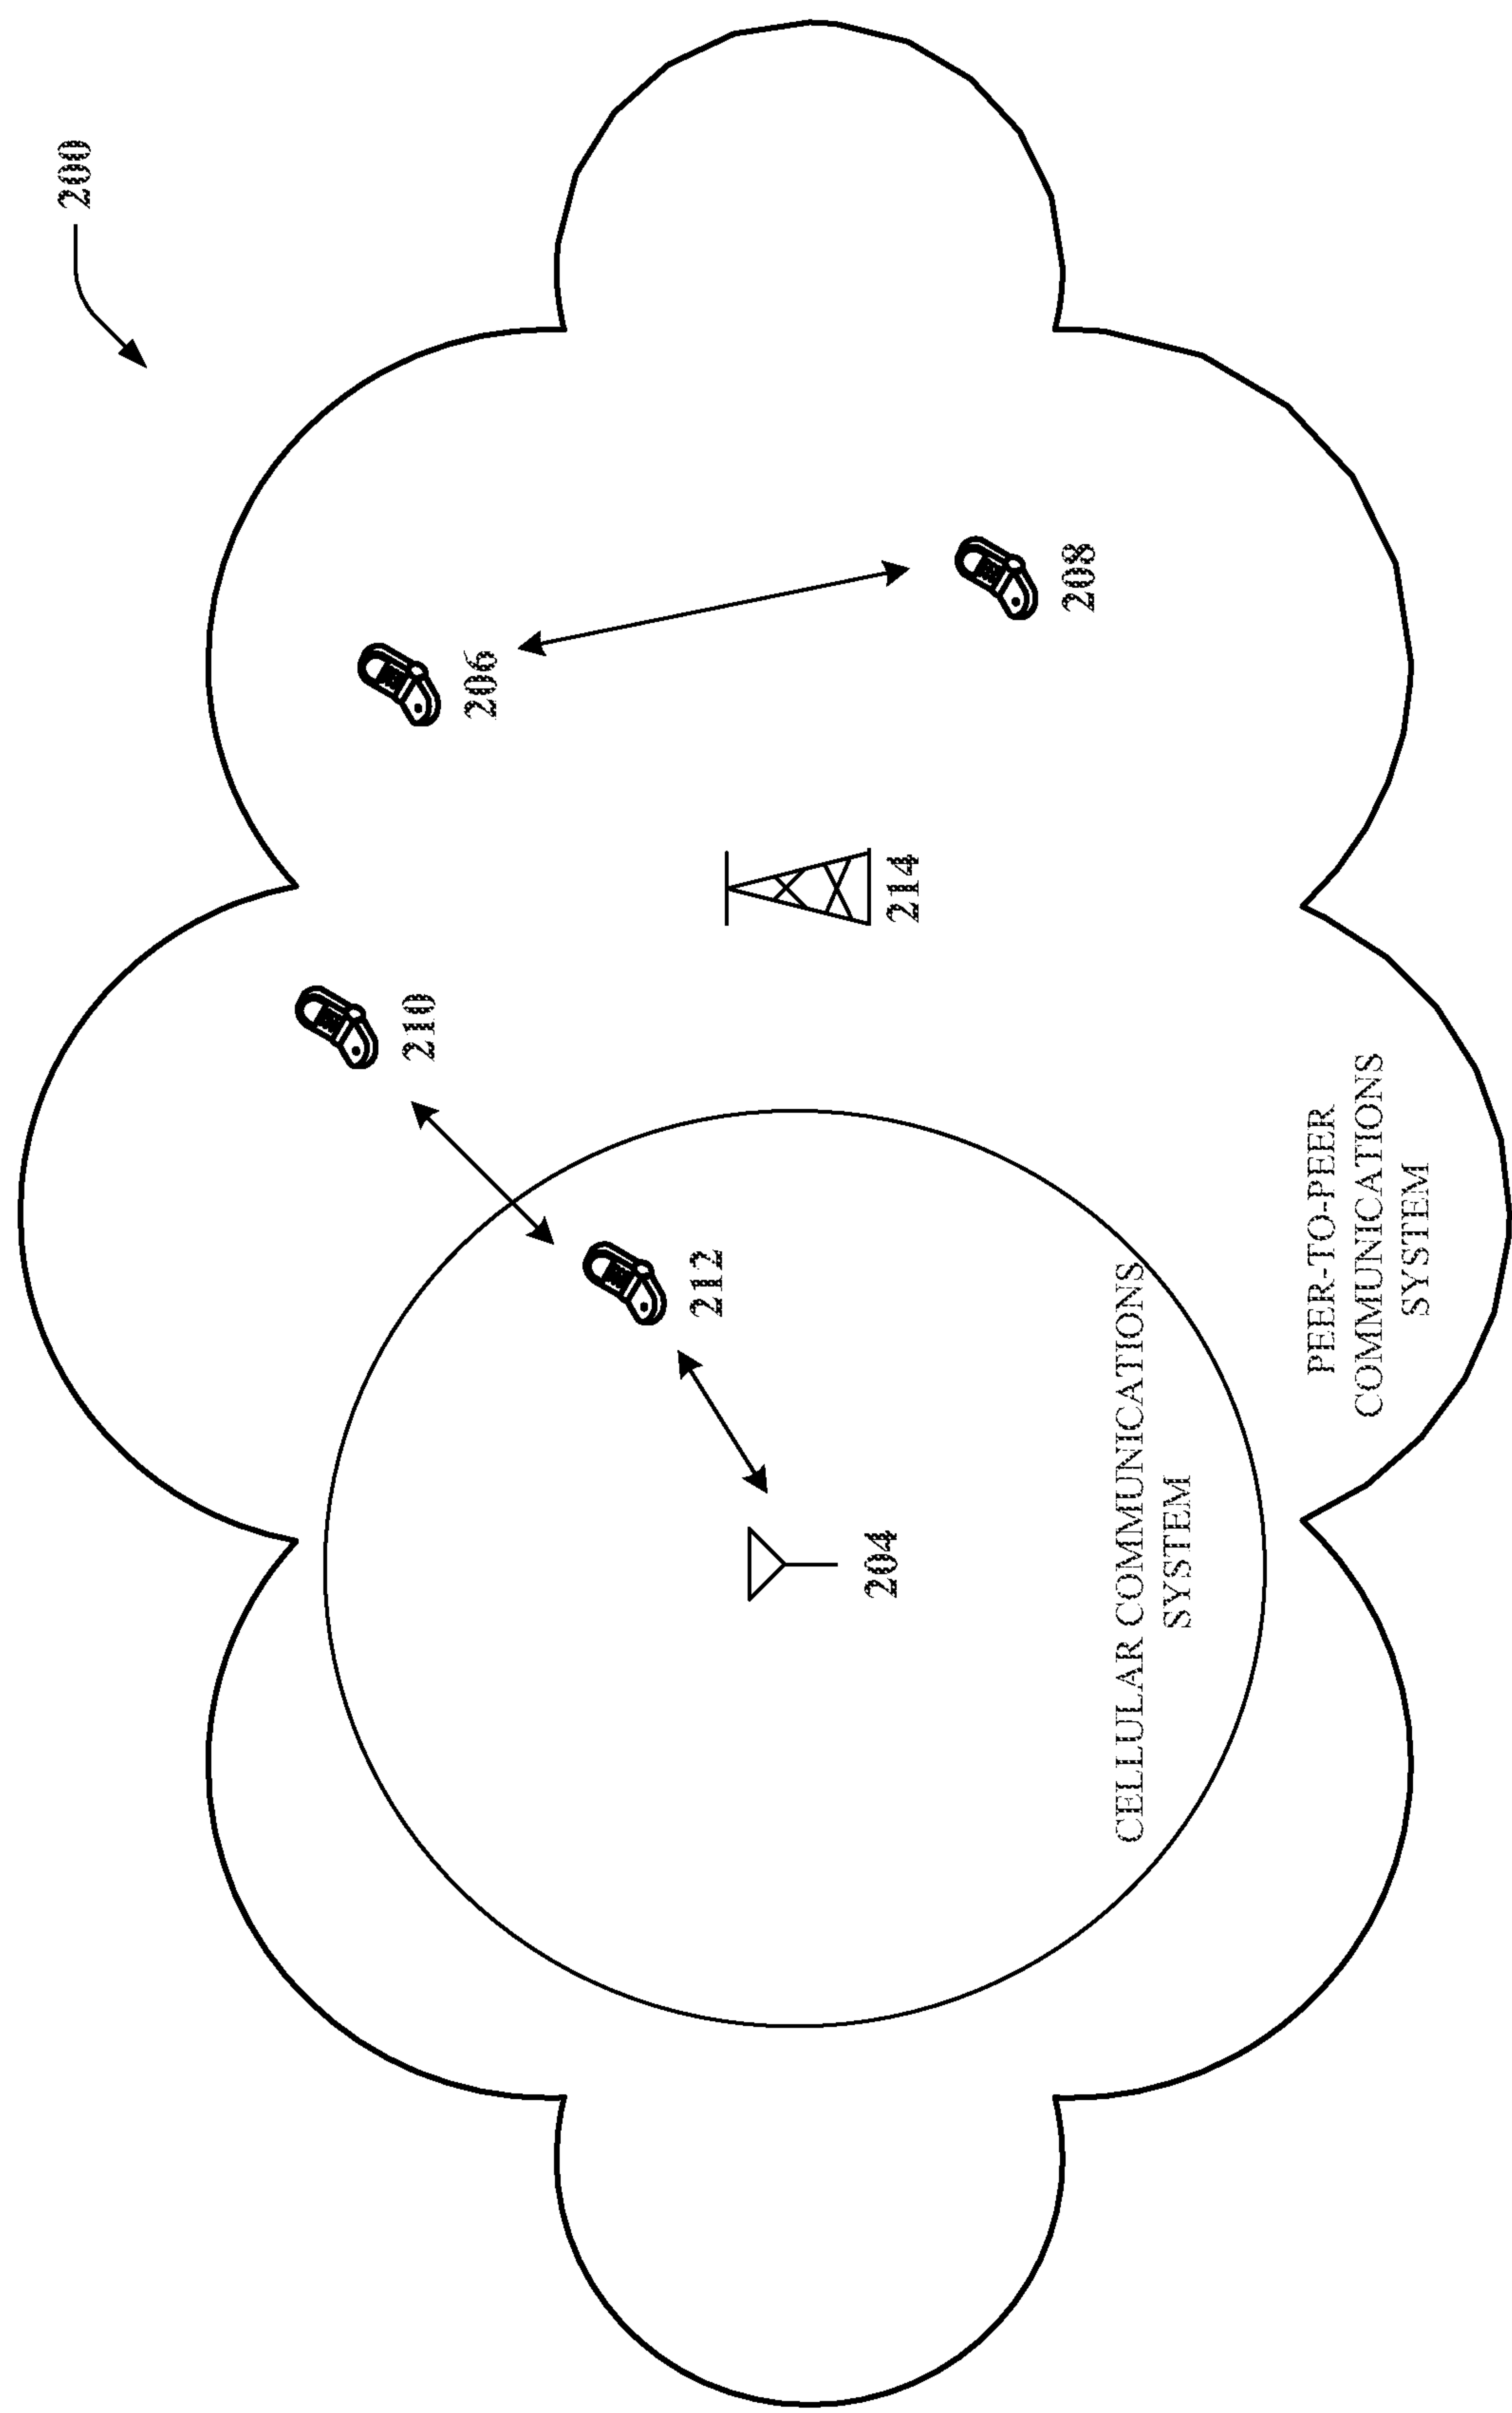 200
206
208
210
214
212
204
CELLULAR COMMUNICATIONS
SYSTEM
PEER-TO-PEER
COMMUNICATIONS
SYSTEM